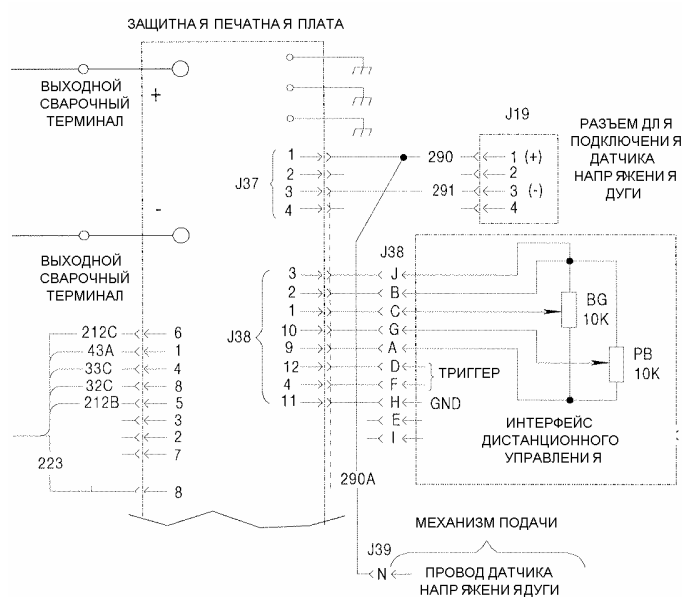 ЗАЩИТНАЯ ПЕЧАТНАЯ ПЛАТА
ВЫХОДНОЙ
СВАРОЧНЫЙ
ТЕРМИНАЛ
+
-
ВЫХОДНОЙ
СВАРОЧНЫЙ
ТЕРМИНАЛ
J37
1
2
3
4
290
291
J19
1 (+)
2
3 (-)
4
РАЗЪЕМ ДЛЯ
ПОДКЛЮЧЕНИЯ
ДАТЧИКА
НАПРЯЖЕНИЯ
ДУГИ
J38
3
2
1
10
9
12
4
11
J38
J
B
C
G
A
D
F
H
E
I
ТРИГГЕР
GND
BG
10K
PB
10K
ИНТЕРФЕЙС
ДИСТАНЦИОННОГО
УПРАВЛЕНИЯ
212C 6
43A 1
33C 4
32C 8
212B 5
3
2
7
223
8
290A
МЕХАНИЗМ ПОДАЧИ
J39
N
ПРОВОД ДАТЧИКА
НАПРЯЖЕНИЯ ДУГИ